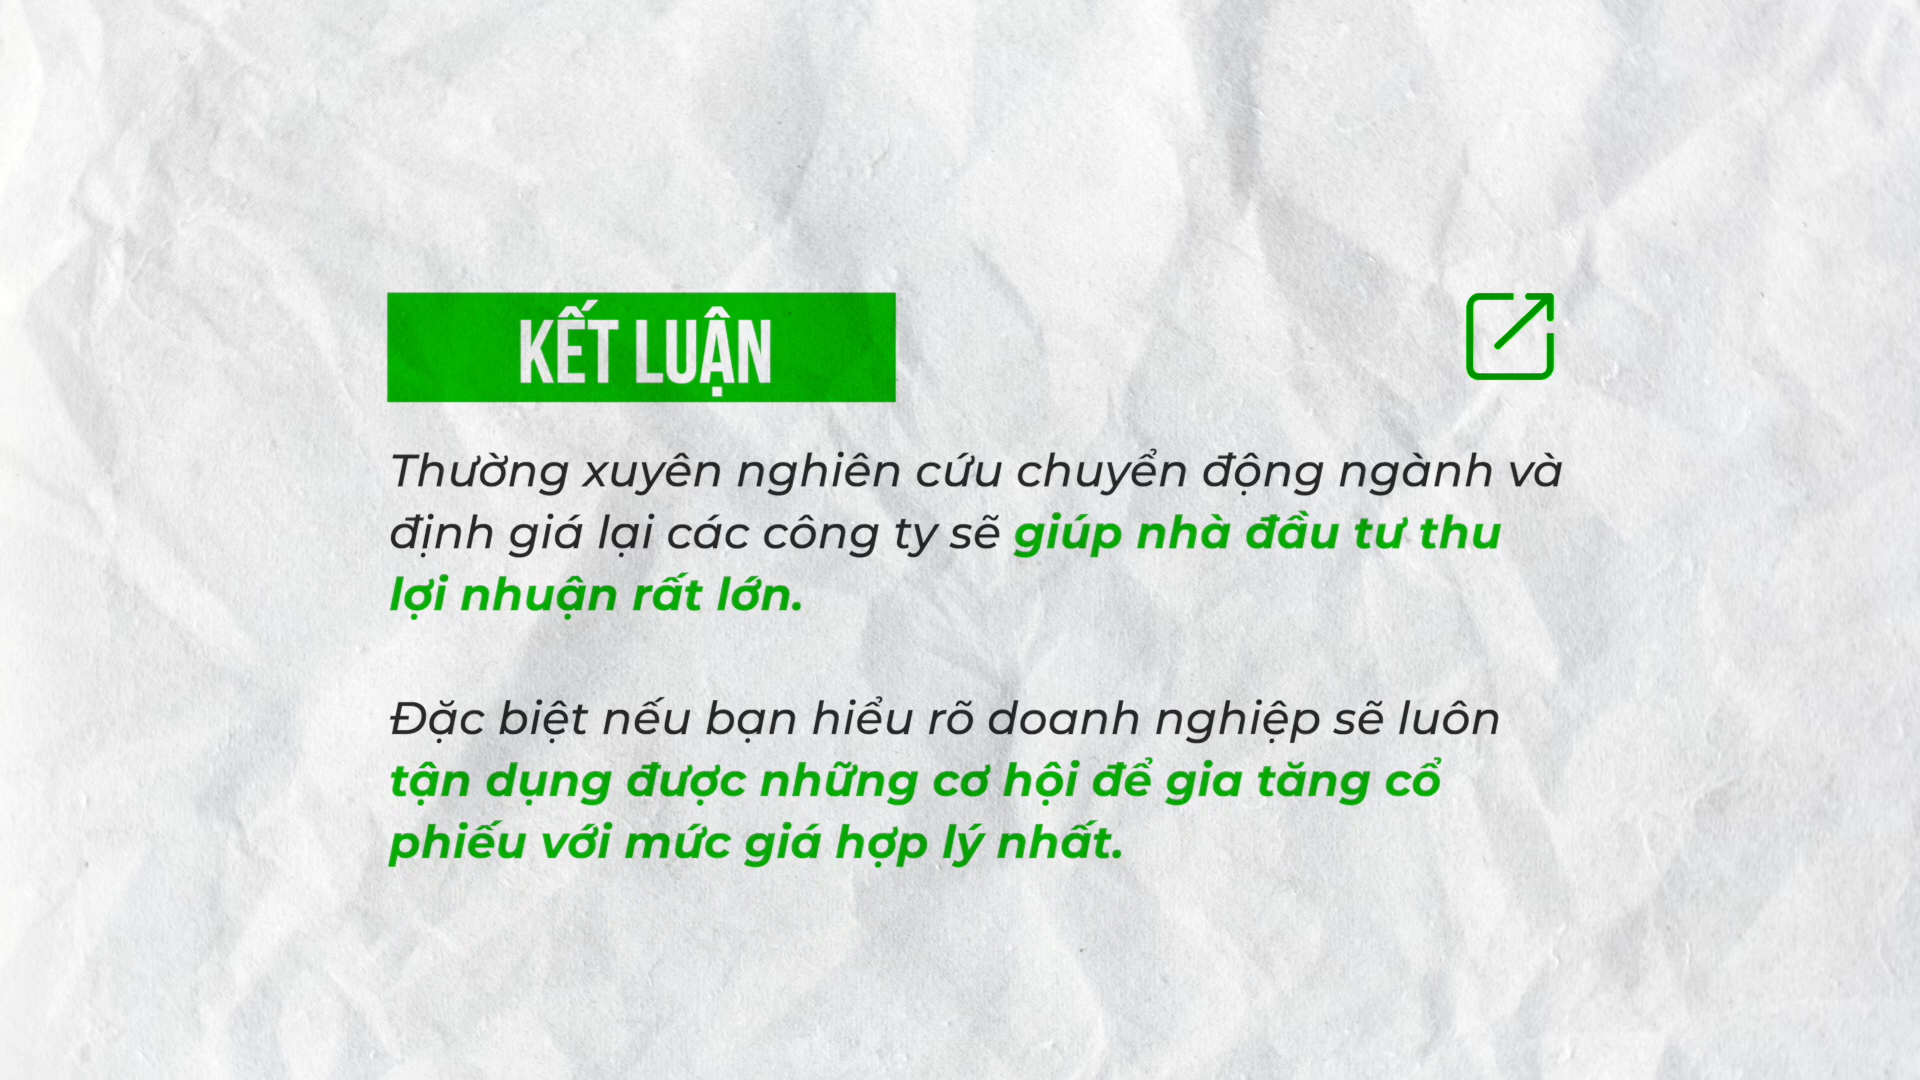 KẾT LUẬN
Thường xuyên nghiên cứu chuyển động ngành và
định giá lại các công ty sẽ giúp nhà đầu tư thu
lợi nhuận rất lớn.
Đặc biệt nếu bạn hiểu rõ doanh nghiệp sẽ luôn
tận dụng được những cơ hội để gia tăng cổ
phiếu với mức giá hợp lý nhất.